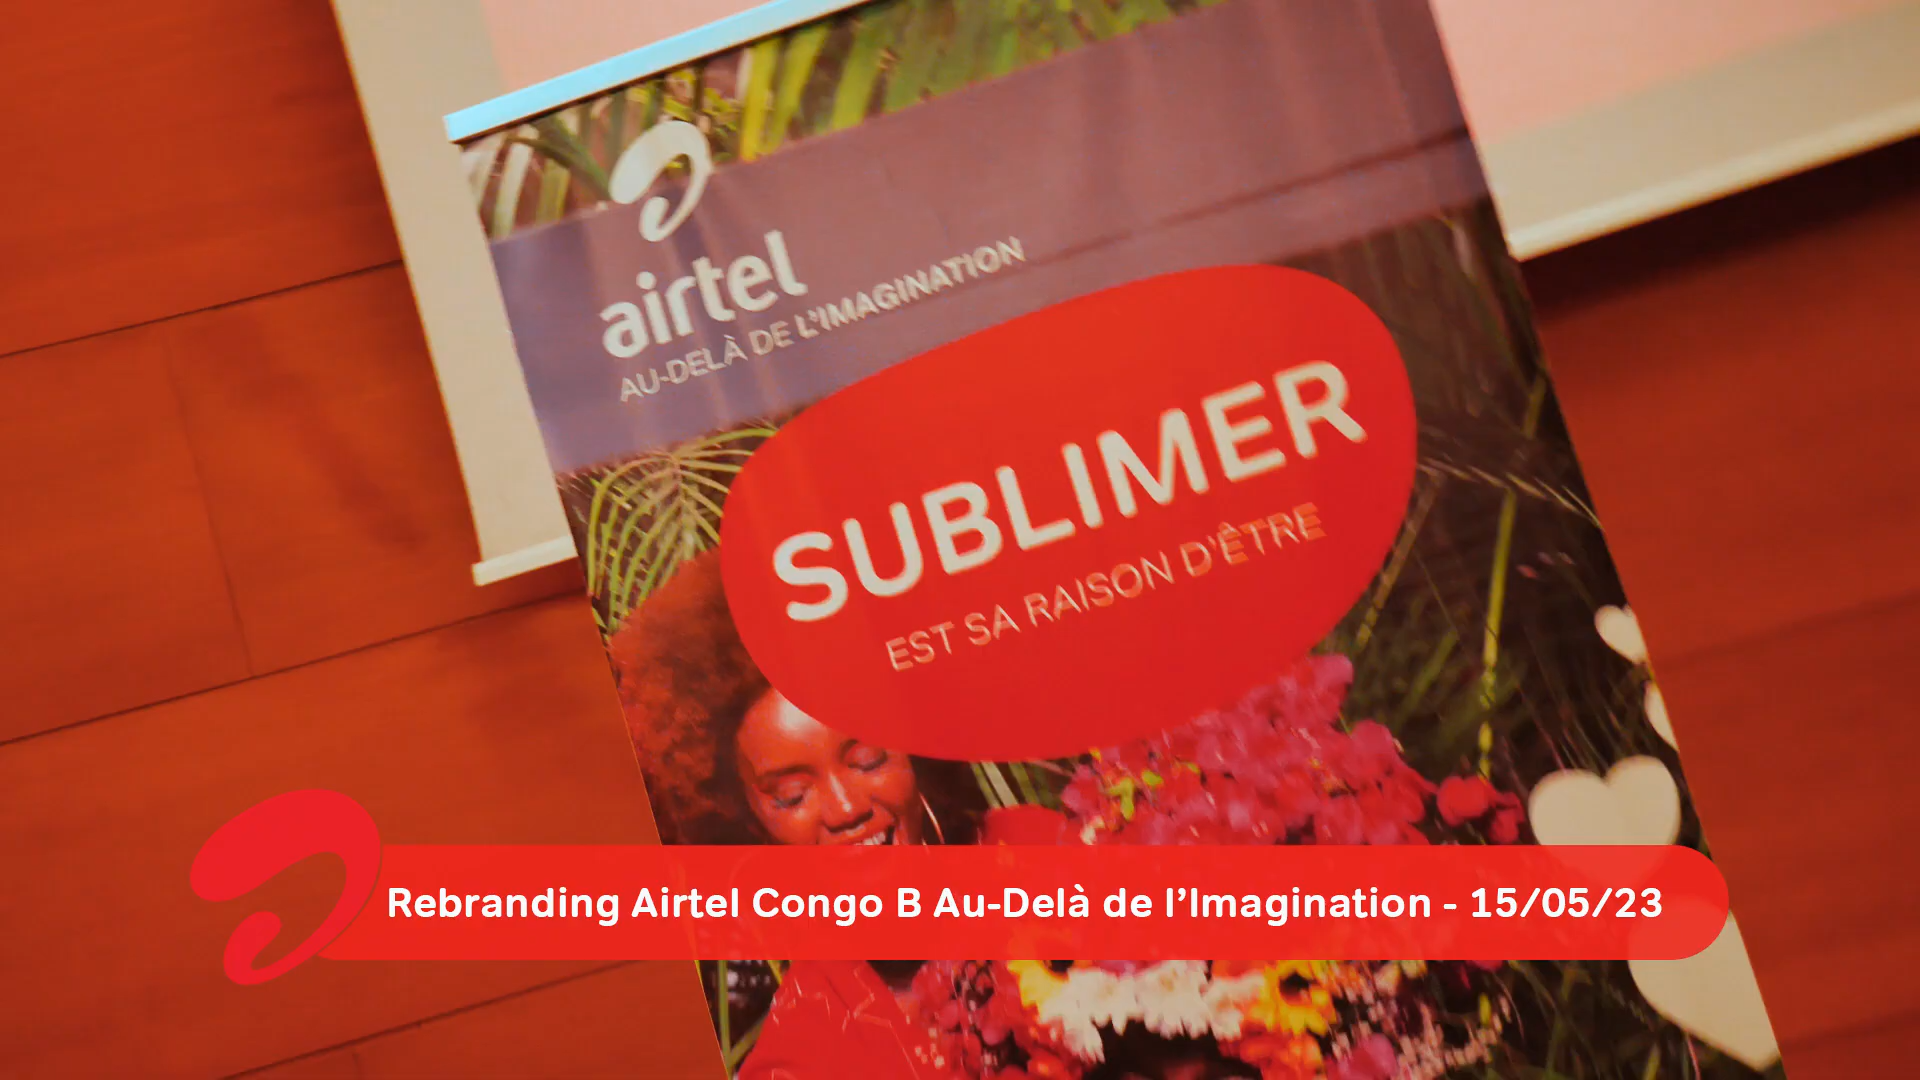 airtel
AU-DELÀ DE L'IMAGINATION
SUBLIMER
EST SA RAISON D'ÊTRE
Rebranding Airtel Congo B Au-Delà de l’Imagination - 15/05/23